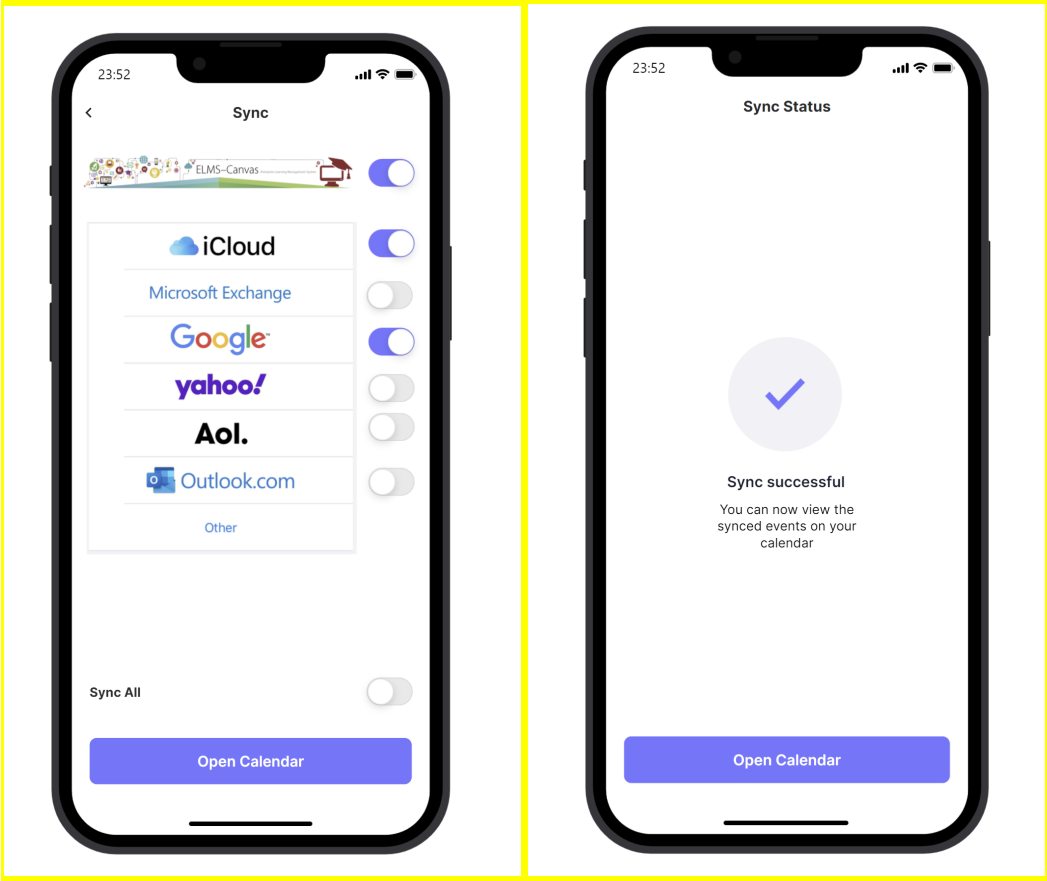 23:52
Sync
ELMS–Canvas
iCloud
Microsoft Exchange
Google
yahoo!
Aol.
Outlook.com
Other
Sync All
Open Calendar
23:52
Sync Status
Sync successful
You can now view the
synced events on your
calendar
Open Calendar